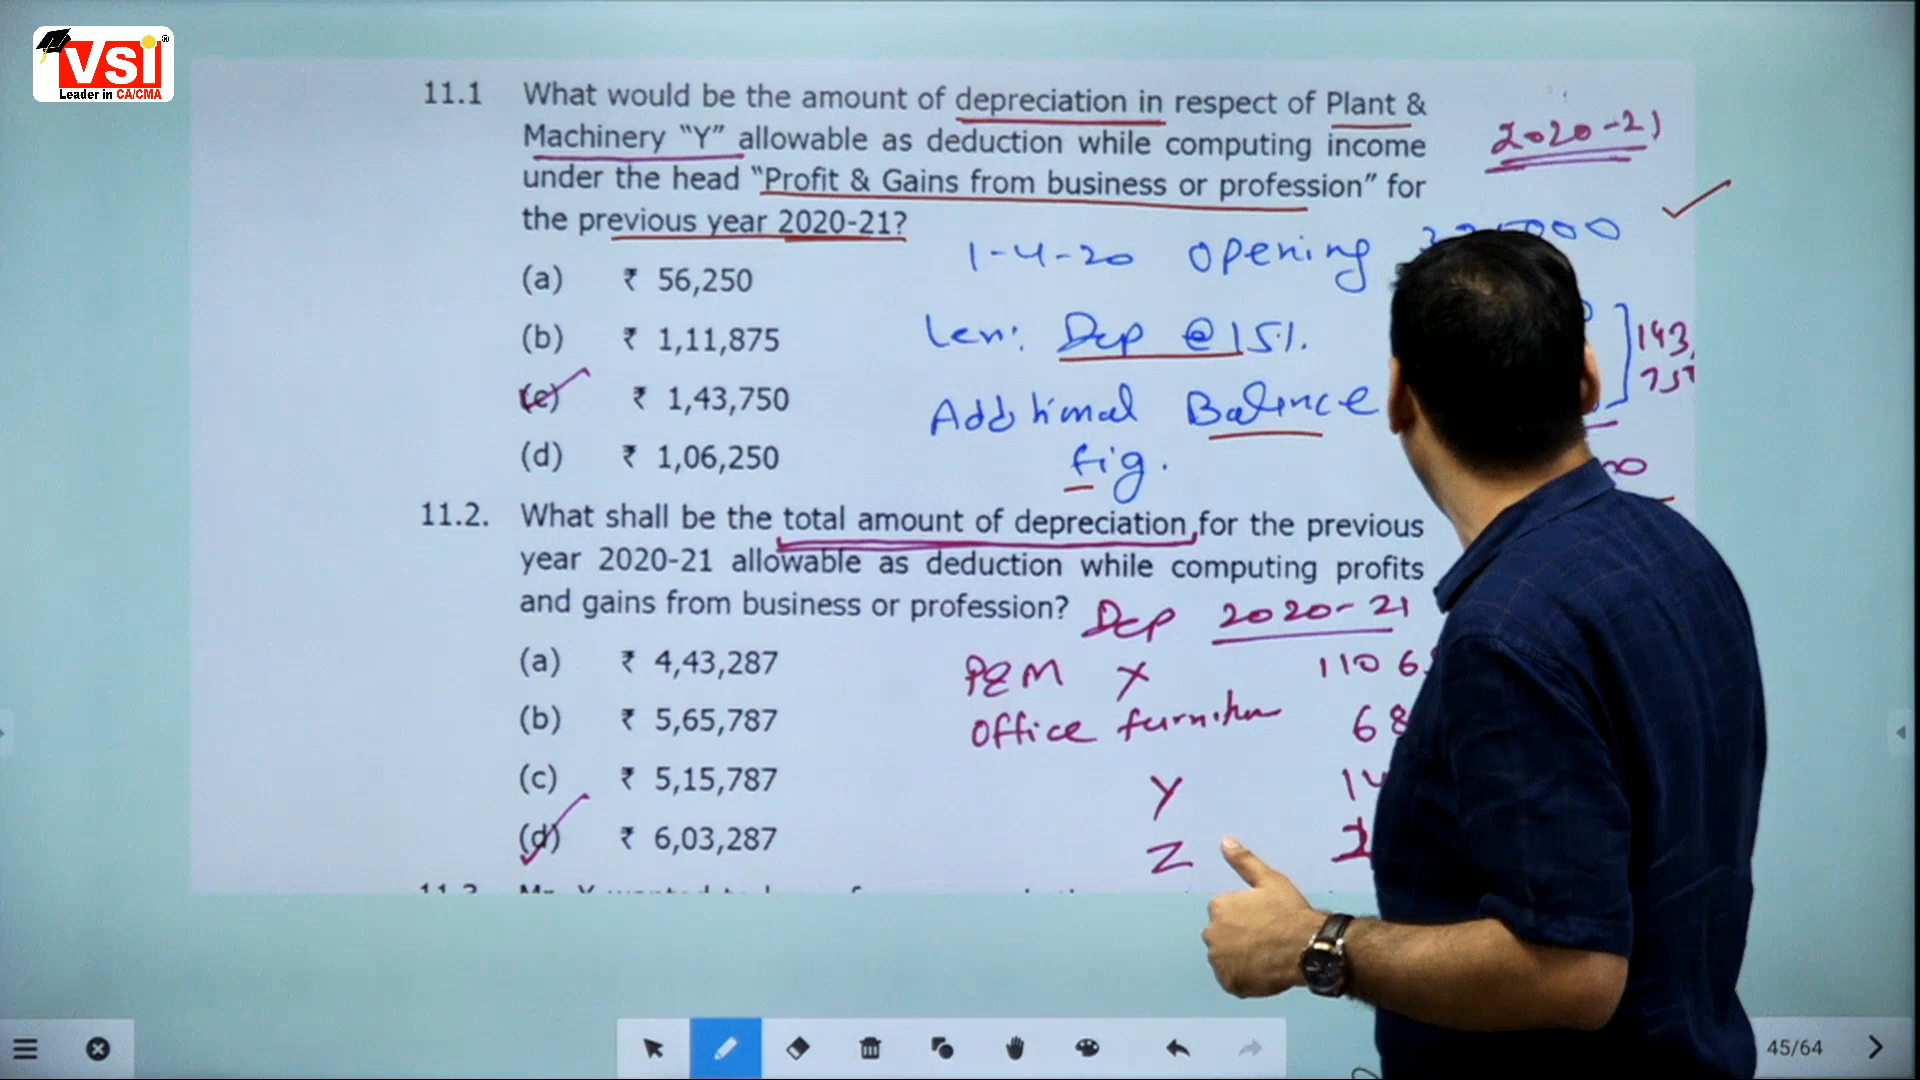 VSI
Leader in CA/CMA
11.1 What would be the amount of depreciation in respect of Plant &
Machinery "Y" allowable as deduction while computing income
under the head "Profit & Gains from business or profession" for
the previous year 2020-21?
2020-21
(a) ₹ 56,250
(b) ₹ 1,11,875
(c) ₹ 1,43,750
(d) ₹ 1,06,250
1-4-20 Opening
Less: Dep @15%.
Additional Balance
fig.
143,
11.2. What shall be the total amount of depreciation for the previous
year 2020-21 allowable as deduction while computing profits
and gains from business or profession?
Dep 2020-21
(a) ₹ 4,43,287
(b) ₹ 5,65,787
(c) ₹ 5,15,787
(d) ₹ 6,03,287
P&M X 1106
Office furniture 68
Y
Z
45/64